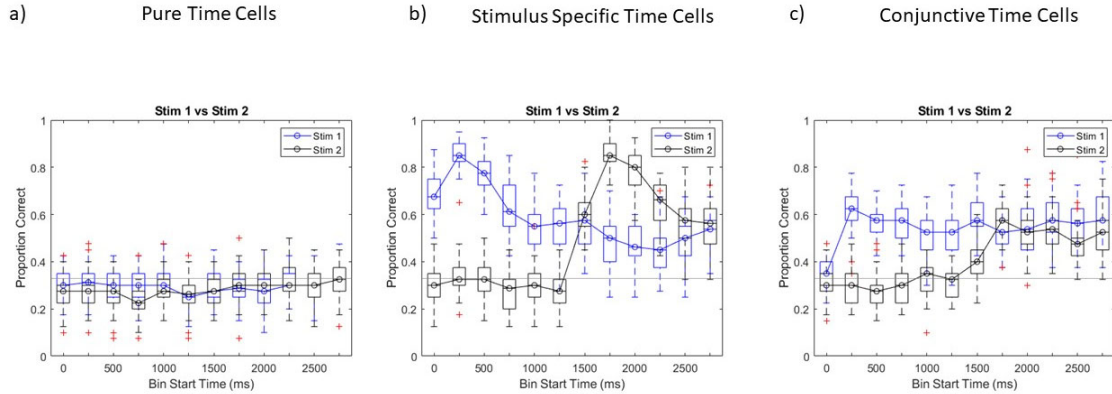 a) Pure Time Cells
b) Stimulus Specific Time Cells
c) Conjunctive Time Cells
Stim 1 vs Stim 2
1
0.8
0.6
0.4
0.2
0
Proportion Correct
Stim 1
Stim 2
0 500 1000 1500 2000 2500
Bin Start Time (ms)
Stim 1 vs Stim 2
1
0.8
0.6
0.4
0.2
0
Proportion Correct
Stim 1
Stim 2
0 500 1000 1500 2000 2500
Bin Start Time (ms)
Stim 1 vs Stim 2
1
0.8
0.6
0.4
0.2
0
Proportion Correct
Stim 1
Stim 2
0 500 1000 1500 2000 2500
Bin Start Time (ms)